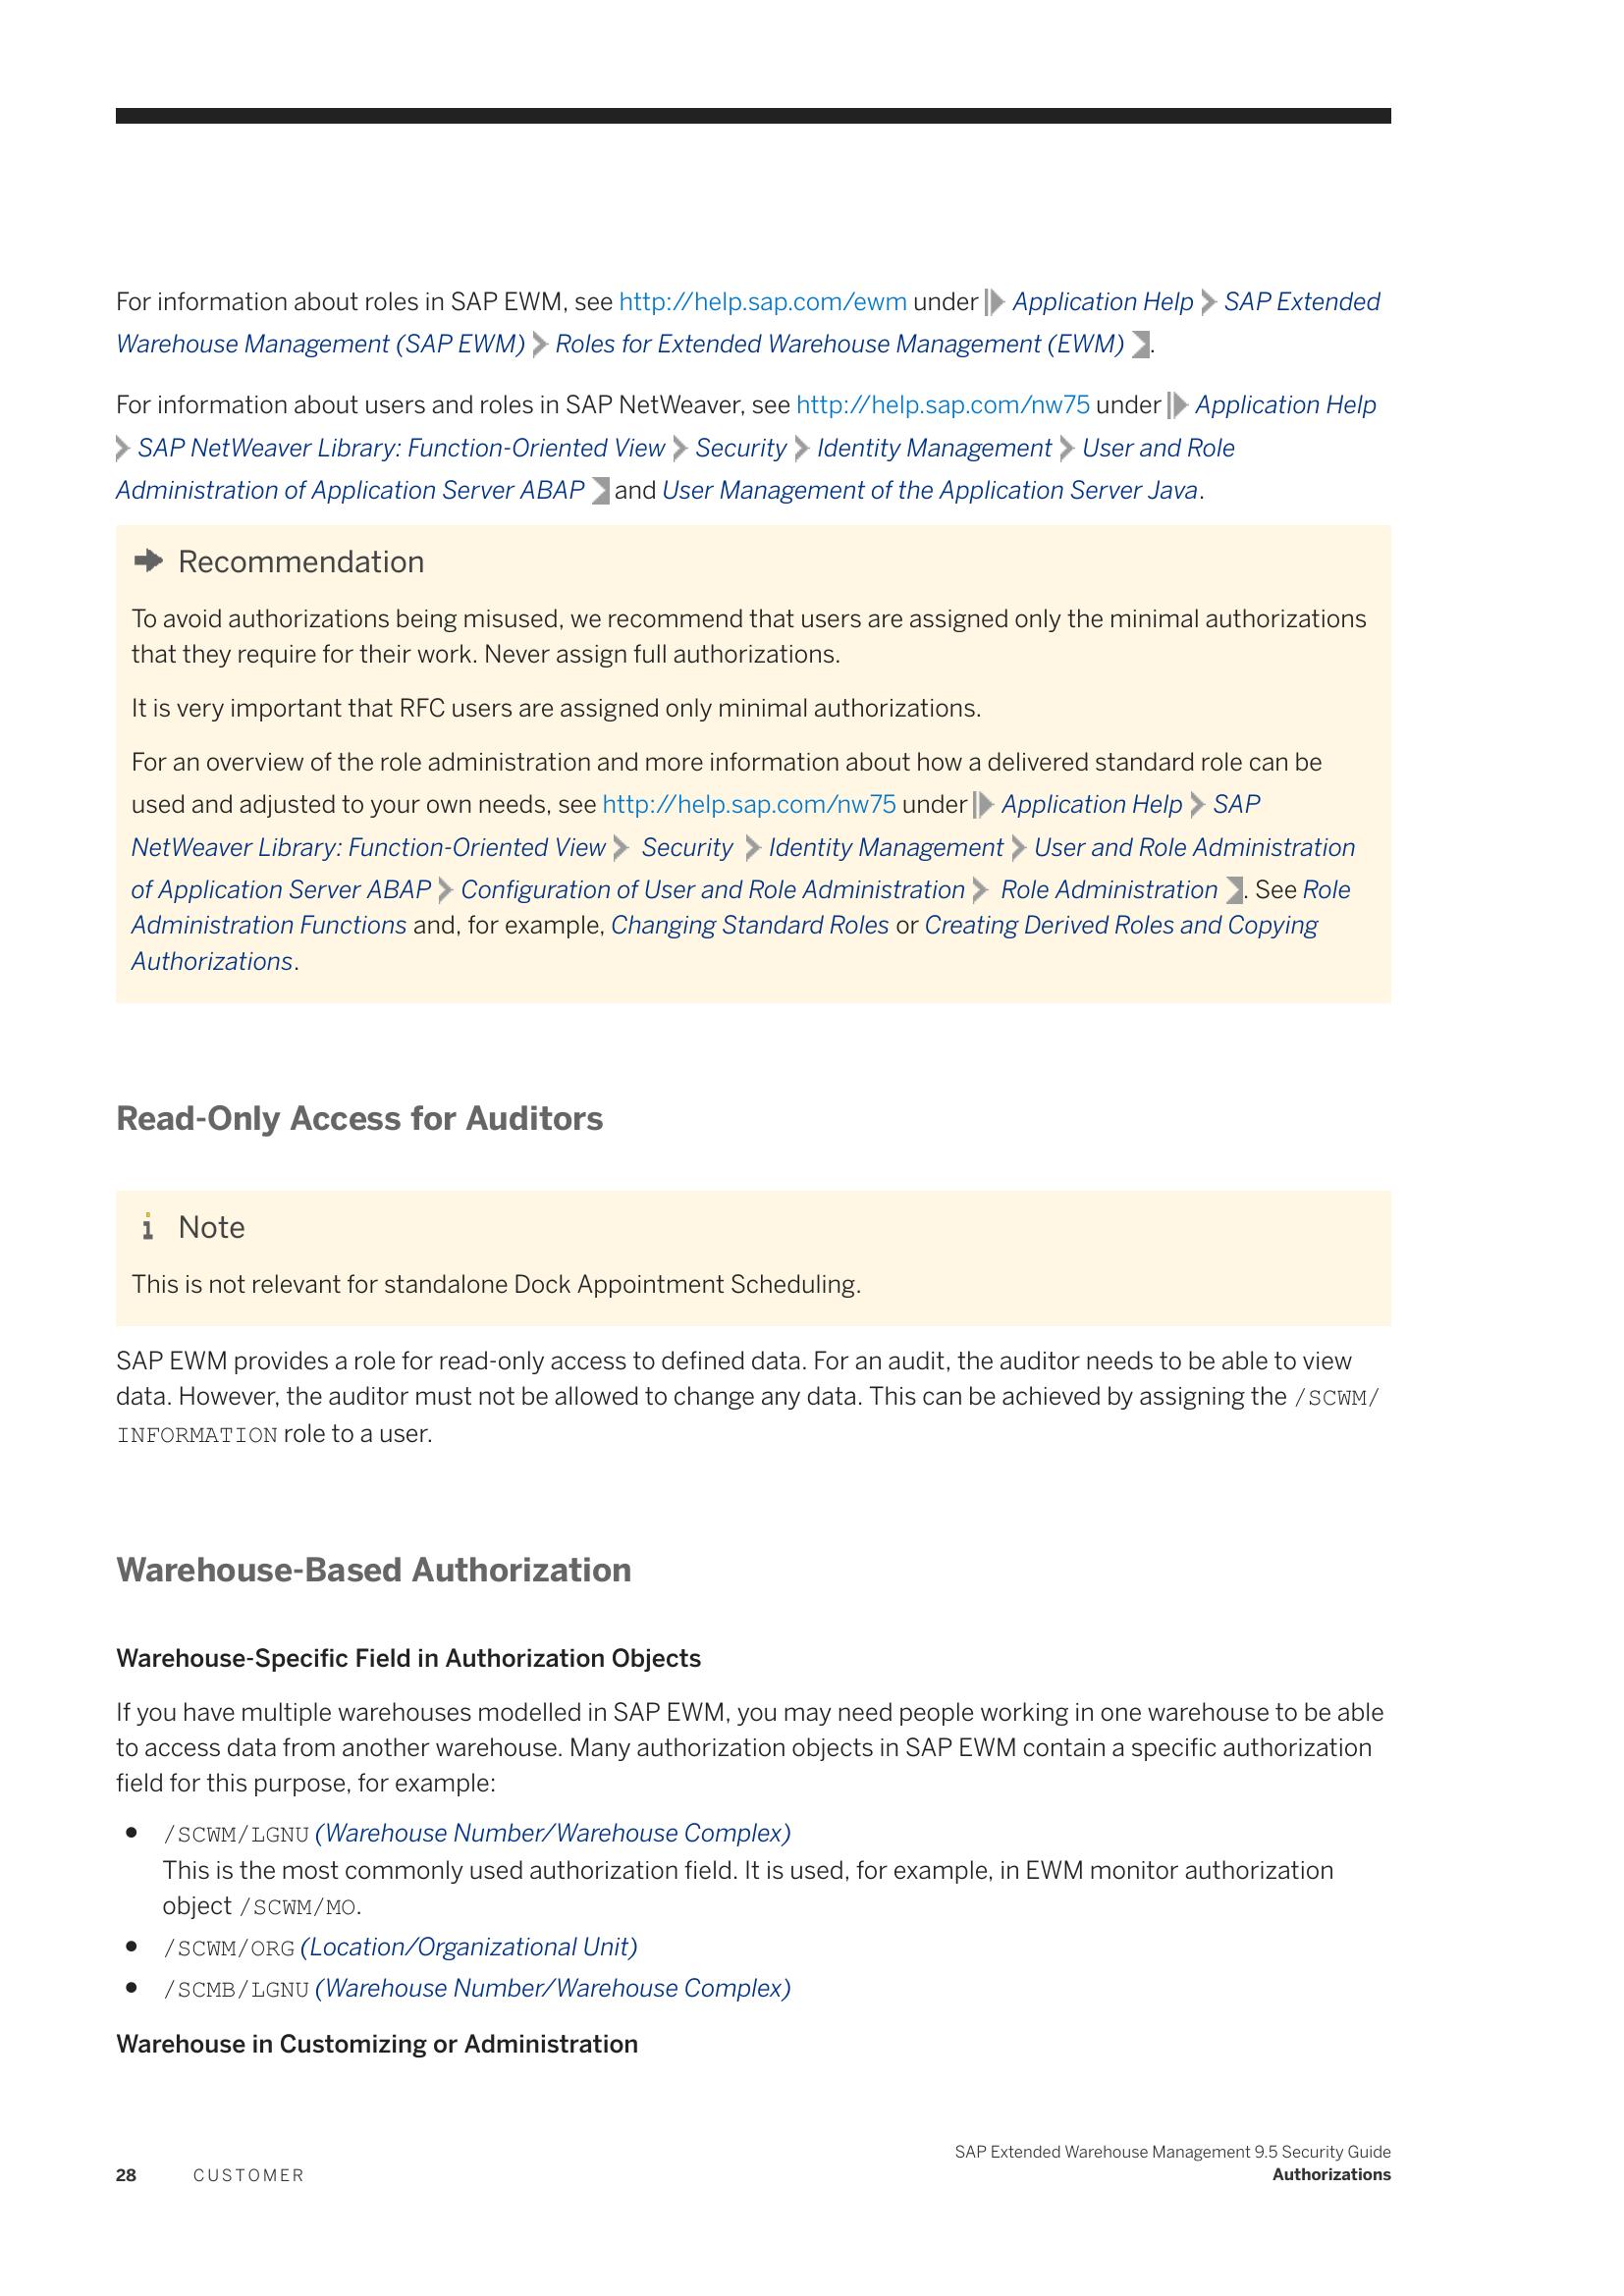 For information about roles in SAP EWM, see http://help.sap.com/ewm under Application Help SAP Extended
Warehouse Management (SAP EWM) Roles for Extended Warehouse Management (EWM) .
For information about users and roles in SAP NetWeaver, see http://help.sap.com/nw75 under Application Help
SAP NetWeaver Library: Function-Oriented View Security Identity Management User and Role
Administration of Application Server ABAP and User Management of the Application Server Java.
Recommendation
To avoid authorizations being misused, we recommend that users are assigned only the minimal authorizations
that they require for their work. Never assign full authorizations.
It is very important that RFC users are assigned only minimal authorizations.
For an overview of the role administration and more information about how a delivered standard role can be
used and adjusted to your own needs, see http://help.sap.com/nw75 under Application Help SAP
NetWeaver Library: Function-Oriented View Security Identity Management User and Role Administration
of Application Server ABAP Configuration of User and Role Administration Role Administration . See Role
Administration Functions and, for example, Changing Standard Roles or Creating Derived Roles and Copying
Authorizations.
Read-Only Access for Auditors
i Note
This is not relevant for standalone Dock Appointment Scheduling.
SAP EWM provides a role for read-only access to defined data. For an audit, the auditor needs to be able to view
data. However, the auditor must not be allowed to change any data. This can be achieved by assigning the /SCWM/
INFORMATION role to a user.
Warehouse-Based Authorization
Warehouse-Specific Field in Authorization Objects
If you have multiple warehouses modelled in SAP EWM, you may need people working in one warehouse to be able
to access data from another warehouse. Many authorization objects in SAP EWM contain a specific authorization
field for this purpose, for example:
● /SCWM/LGNU (Warehouse Number/Warehouse Complex)
This is the most commonly used authorization field. It is used, for example, in EWM monitor authorization
object /SCWM/MO.
● /SCWM/ORG (Location/Organizational Unit)
● /SCMB/LGNU (Warehouse Number/Warehouse Complex)
Warehouse in Customizing or Administration
SAP Extended Warehouse Management 9.5 Security Guide
28 CUSTOMER Authorizations